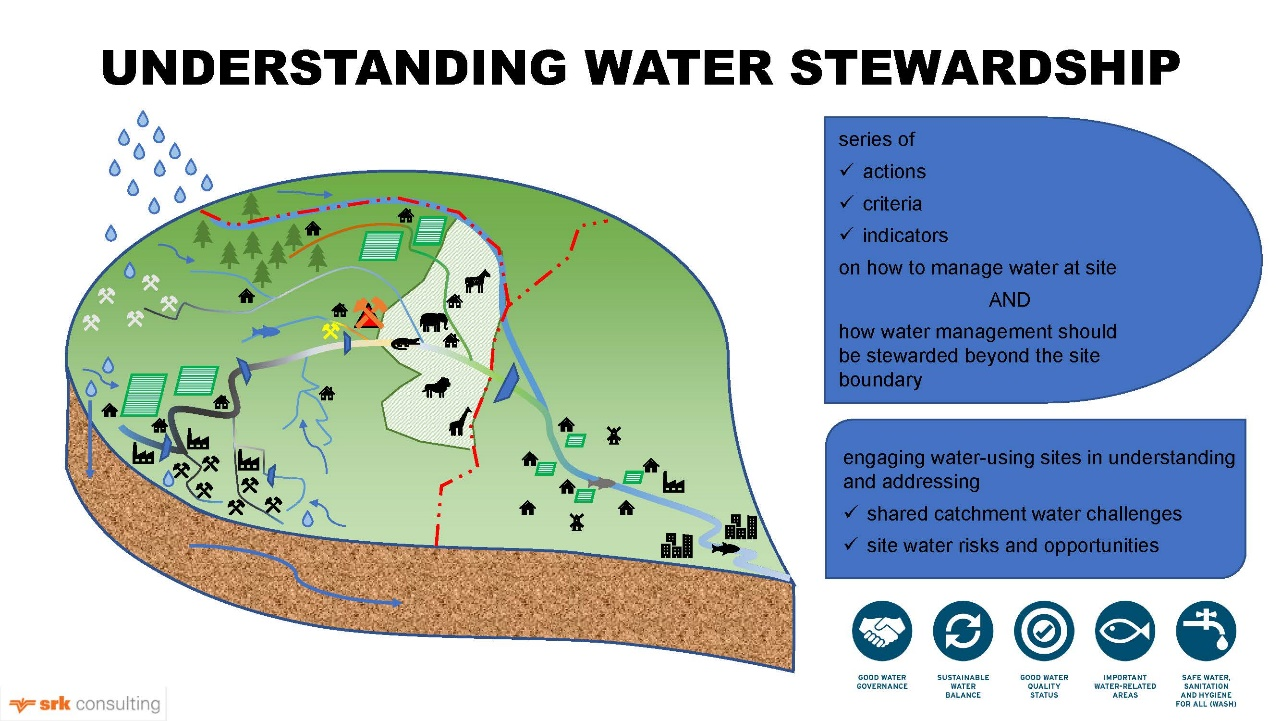 UNDERSTANDING WATER STEWARDSHIP
series of
✓ actions
✓ criteria
✓ indicators
on how to manage water at site
AND
how water management should
be stewarded beyond the site
boundary
engaging water-using sites in understanding
and addressing
✓ shared catchment water challenges
✓ site water risks and opportunities
GOOD WATER
GOVERNANCE
SUSTAINABLE
WATER
BALANCE
GOOD WATER
QUALITY
STATUS
IMPORTANT
WATER-RELATED
AREAS
SAFE WATER,
SANITATION
AND HYGIENE
FOR ALL (WASH)
srk consulting